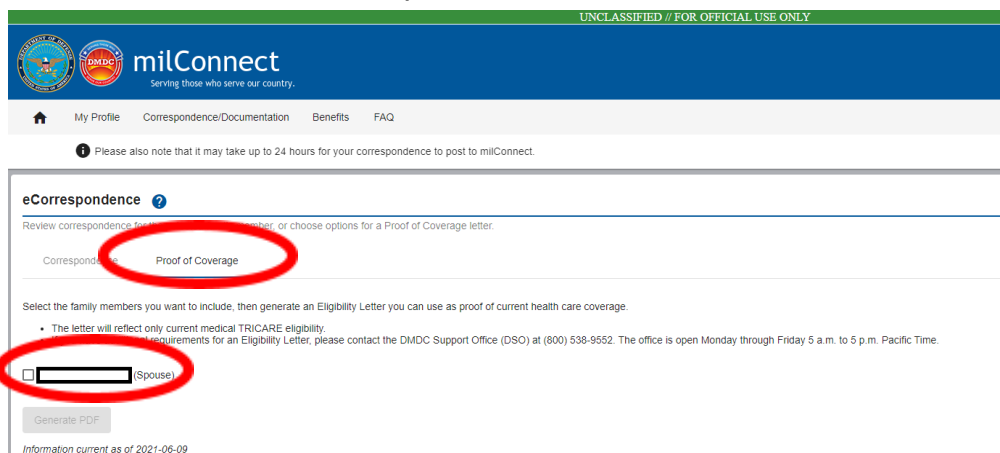 UNCLASSIFIED // FOR OFFICIAL USE ONLY
DMDC
milConnect
Serving those who serve our country.
My Profile Correspondence/Documentation Benefits FAQ
Please also note that it may take up to 24 hours for your correspondence to post to milConnect.
eCorrespondence ?
Review correspondence or choose options for a Proof of Coverage letter.
Proof of Coverage
Select the family members you want to include, then generate an Eligibility Letter you can use as proof of current health care coverage.
• The letter will reflect only current medical TRICARE eligibility.
requirements for an Eligibility Letter, please contact the DMDC Support Office (DSO) at (800) 538-9552. The office is open Monday through Friday 5 a.m. to 5 p.m. Pacific Time.
(Spouse)
Generate PDF
Information current as of 2021-06-09